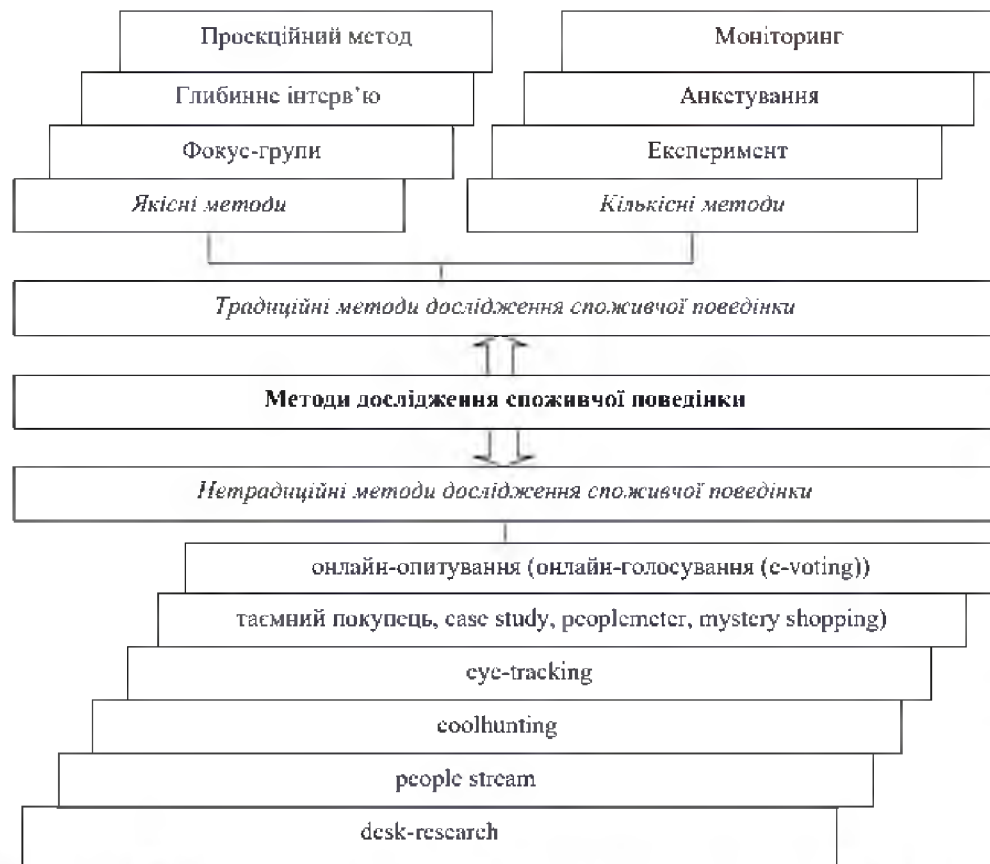 Проєкційний метод
Моніторинг
Глибинне інтерв’ю
Анкетування
Фокус-групи
Експеримент
Якісні методи
Кількісні методи
Традиційні методи дослідження споживчої поведінки
Методи дослідження споживчої поведінки
Нетрадиційні методи дослідження споживчої поведінки
онлайн-опитування (онлайн-голосування (e-voting))
таємний покупець, case study, peoplemeter, mystery shopping)
eye-tracking
coolhunting
people stream
desk-research